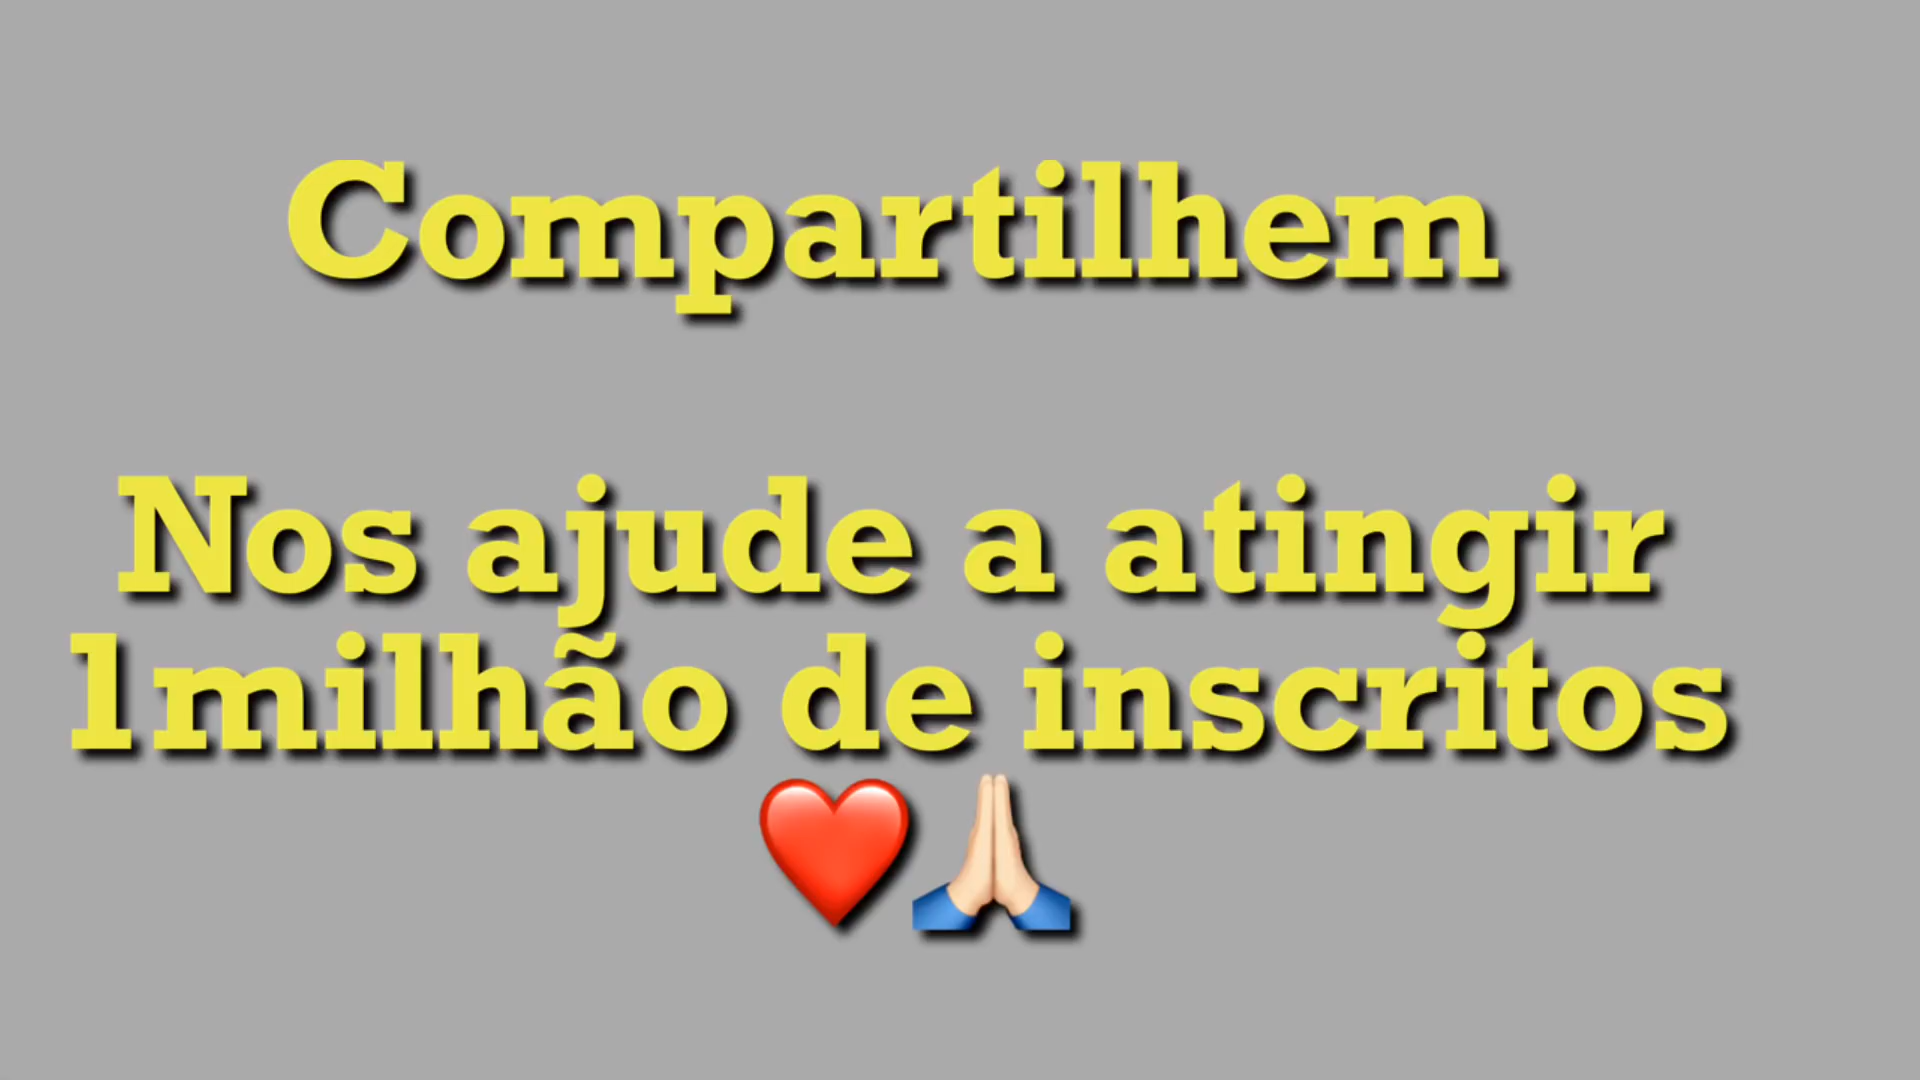 Compartilhem
Nos ajude a atingir
1milhão de inscritos
❤️🙏🏻